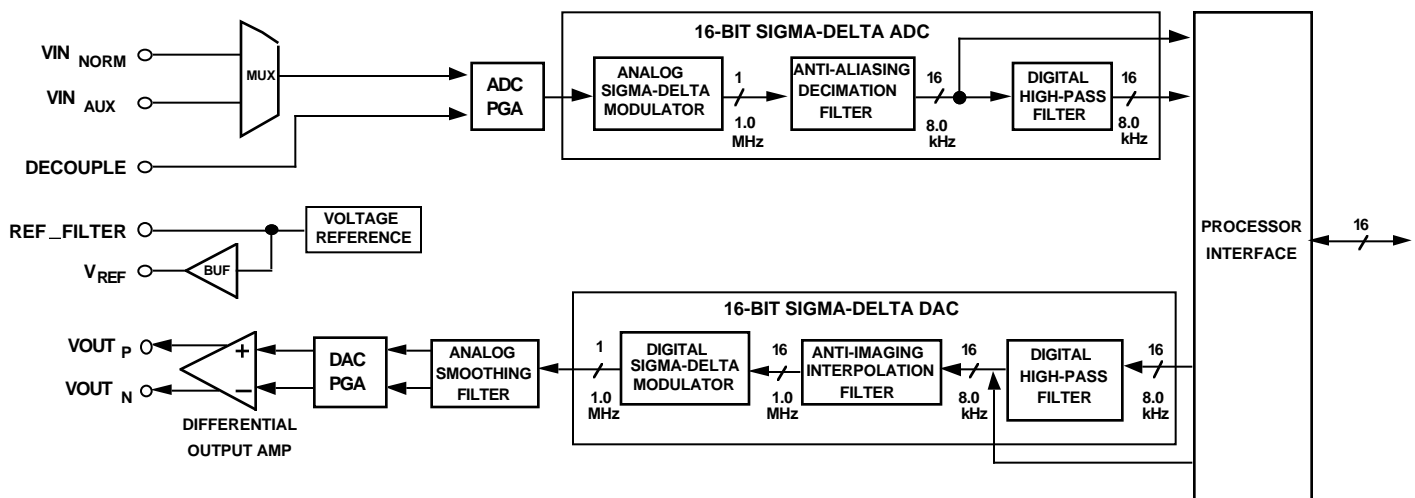 VIN NORM
VIN AUX
DECOUPLE
MUX
ADC
PGA
16-BIT SIGMA-DELTA ADC
ANALOG
SIGMA-DELTA
MODULATOR
1
1.0
MHz
ANTI-ALIASING
DECIMATION
FILTER
16
8.0
kHz
DIGITAL
HIGH-PASS
FILTER
16
8.0
kHz
REF_FILTER
VOLTAGE
REFERENCE
VREF
BUF
PROCESSOR
INTERFACE
16
16-BIT SIGMA-DELTA DAC
VOUT P
VOUT N
+
–
DIFFERENTIAL
OUTPUT AMP
DAC
PGA
ANALOG
SMOOTHING
FILTER
1
1.0
MHz
DIGITAL
SIGMA-DELTA
MODULATOR
16
1.0
MHz
ANTI-IMAGING
INTERPOLATION
FILTER
16
8.0
kHz
DIGITAL
HIGH-PASS
FILTER
16
8.0
kHz